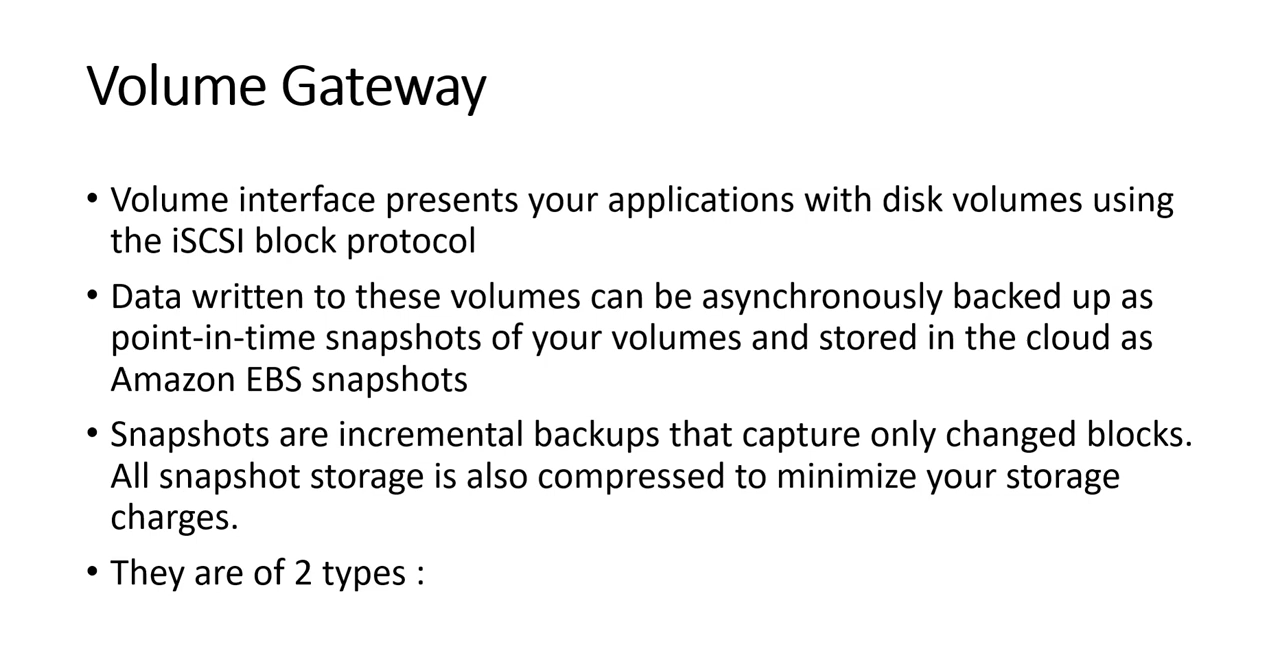 Volume Gateway
• Volume interface presents your applications with disk volumes using
the iSCSI block protocol
• Data written to these volumes can be asynchronously backed up as
point-in-time snapshots of your volumes and stored in the cloud as
Amazon EBS snapshots
• Snapshots are incremental backups that capture only changed blocks.
All snapshot storage is also compressed to minimize your storage
charges.
• They are of 2 types :